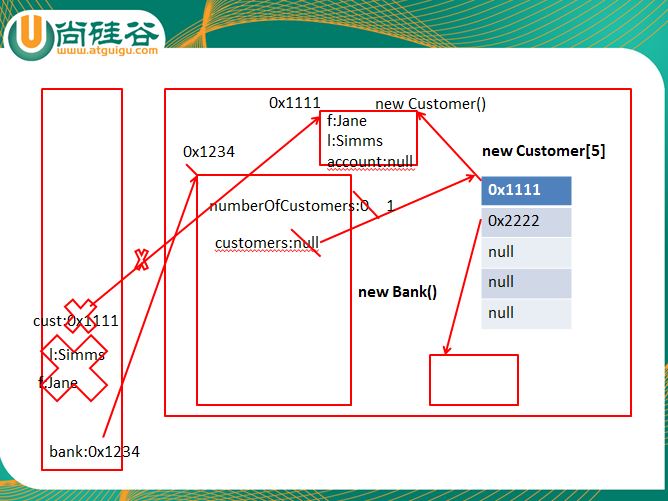 尚硅谷
www.atguigu.com
0x1111
new Customer()
f:Jane
l:Simms
account:null
0x1234
new Customer[5]
0x1111
0x2222
null
null
null
numberOfCustomers:0 1
customers:null
new Bank()
cust:0x1111
l:Simms
f:Jane
bank:0x1234